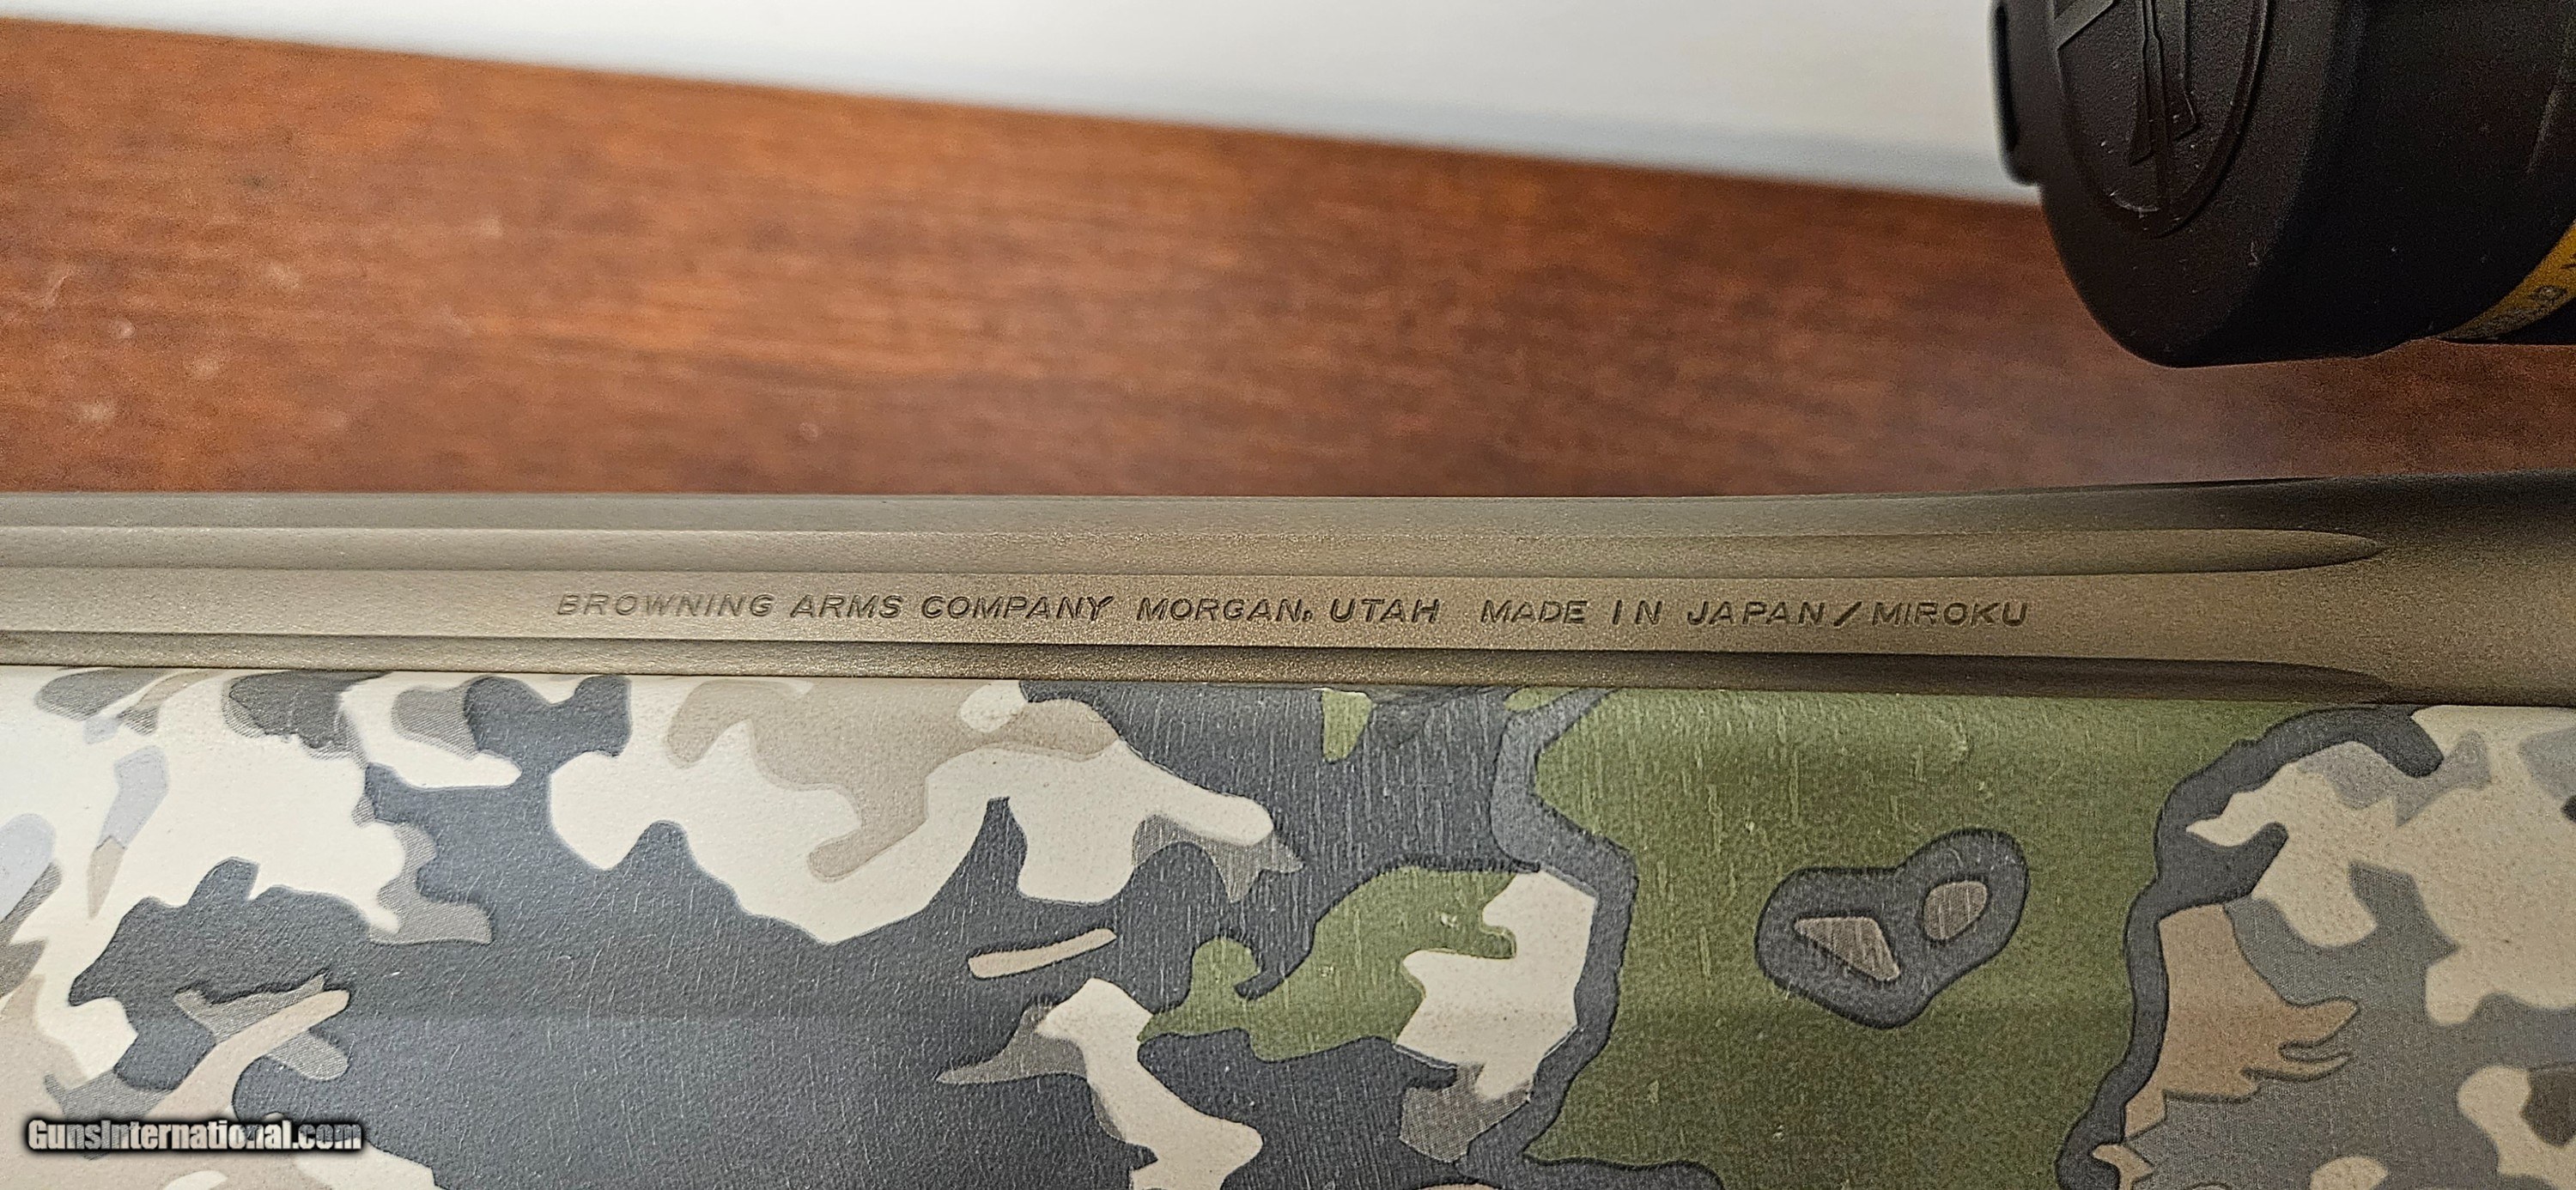 BROWNING ARMS COMPANY MORGAN, UTAH MADE IN JAPAN/MIROKU
GunsInternational.com